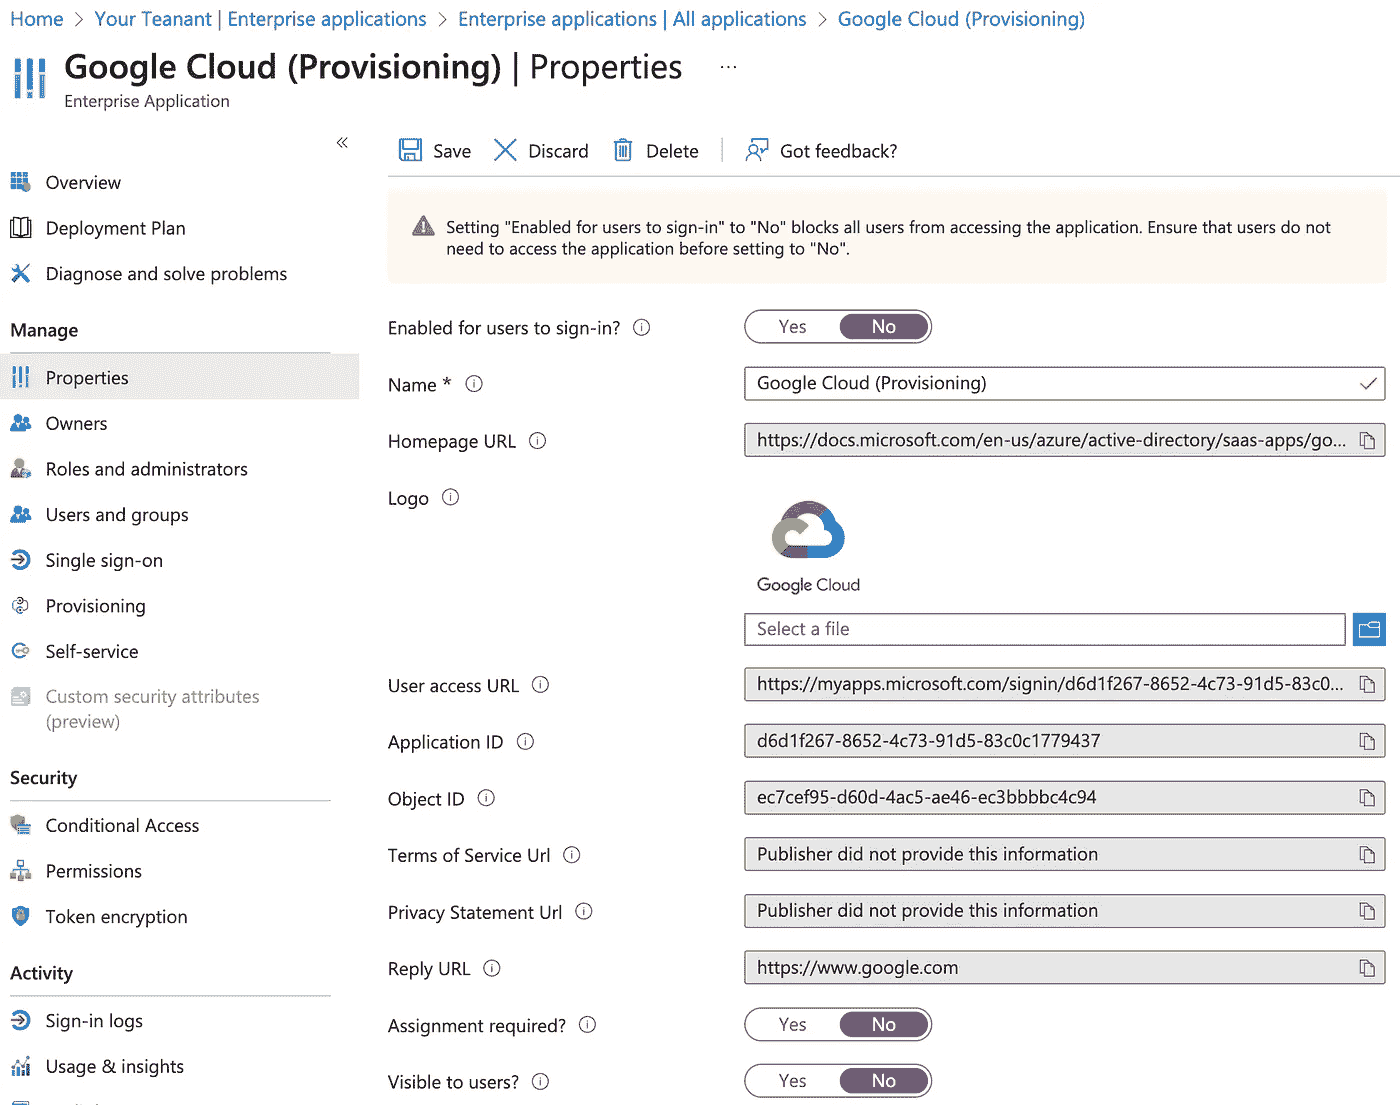 Home > Your Teanant | Enterprise applications > Enterprise applications | All applications > Google Cloud (Provisioning)
Google Cloud (Provisioning) | Properties ...
Enterprise Application
«
Save Discard Delete Got feedback?
Overview
Deployment Plan
Diagnose and solve problems
Manage
Properties
Owners
Roles and administrators
Users and groups
Single sign-on
Provisioning
Self-service
Custom security attributes
(preview)
Security
Conditional Access
Permissions
Token encryption
Activity
Sign-in logs
Usage & insights
Setting "Enabled for users to sign-in" to "No" blocks all users from accessing the application. Ensure that users do not
need to access the application before setting to "No".
Enabled for users to sign-in? Yes No
Name * Google Cloud (Provisioning)
Homepage URL https://docs.microsoft.com/en-us/azure/active-directory/saas-apps/go...
Logo
Google Cloud
Select a file
User access URL https://myapps.microsoft.com/signin/d6d1f267-8652-4c73-91d5-83c0...
Application ID d6d1f267-8652-4c73-91d5-83c0c1779437
Object ID ec7cef95-d60d-4ac5-ae46-ec3bbbbc4c94
Terms of Service Url Publisher did not provide this information
Privacy Statement Url Publisher did not provide this information
Reply URL https://www.google.com
Assignment required? Yes No
Visible to users? Yes No